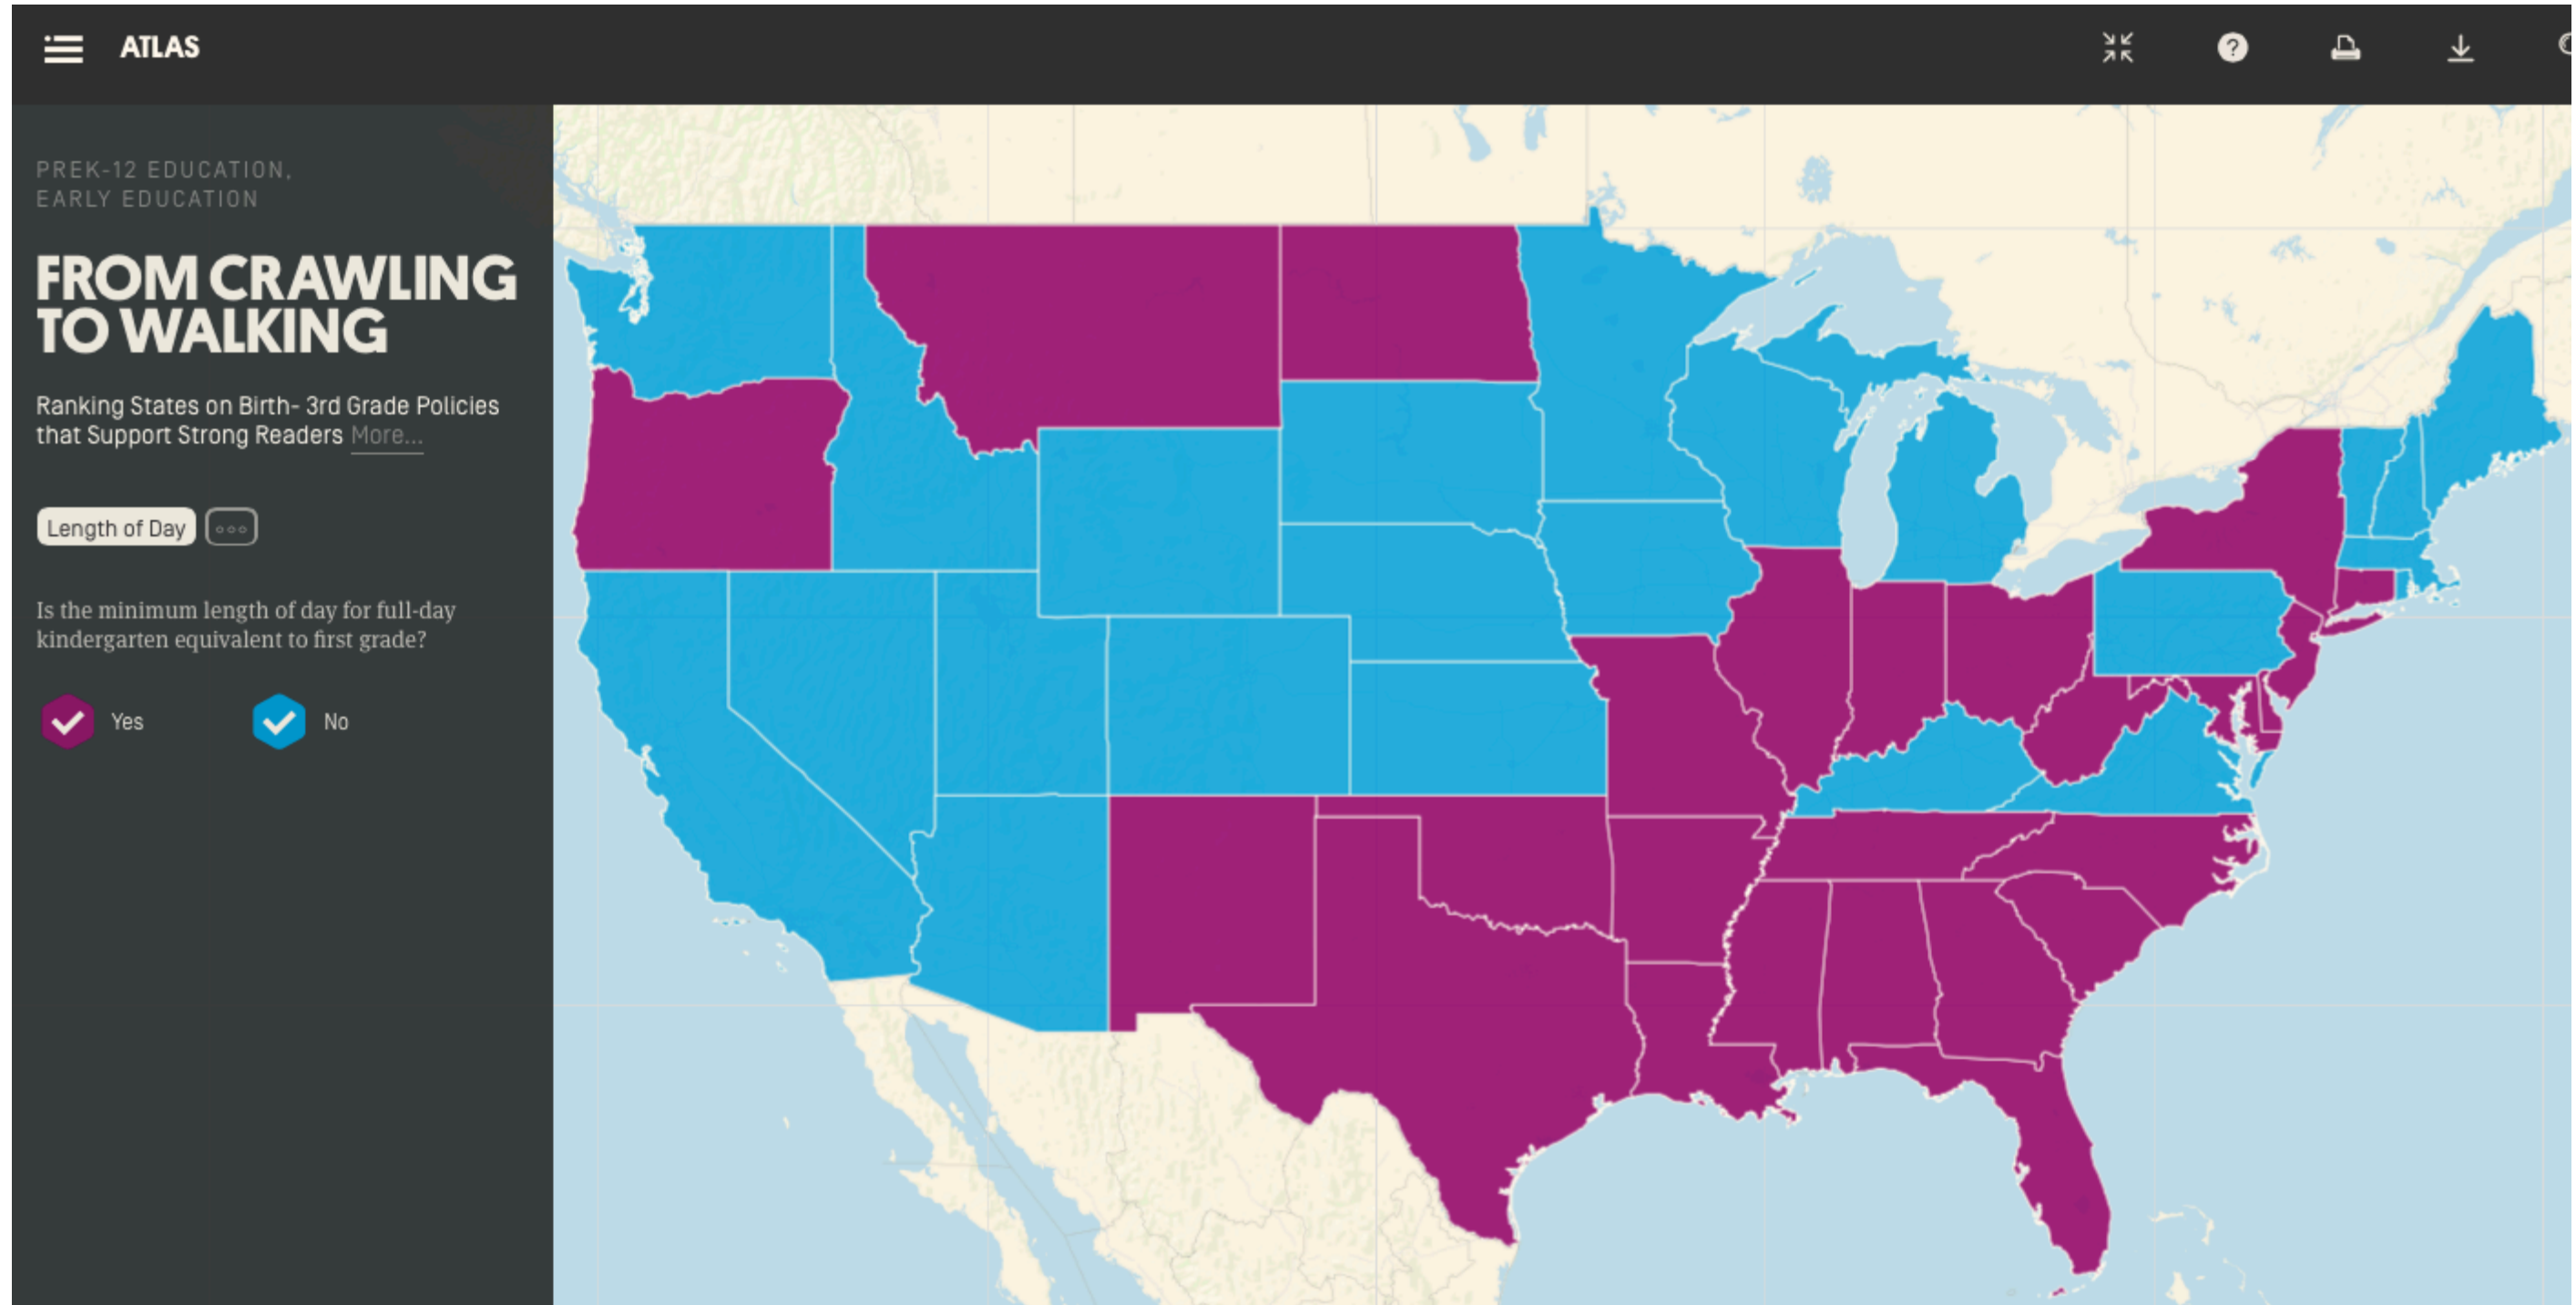 ATLAS
PREK-12 EDUCATION,
EARLY EDUCATION
FROM CRAWLING
TO WALKING
Ranking States on Birth- 3rd Grade Policies
that Support Strong Readers More...
Length of Day
Is the minimum length of day for full-day
kindergarten equivalent to first grade?
Yes No